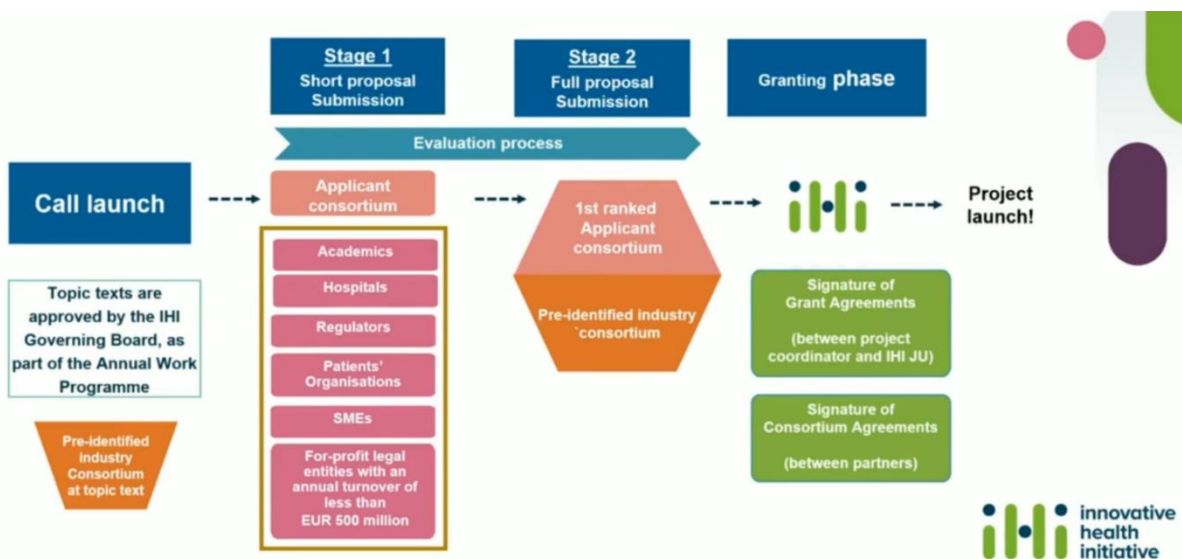 Stage 1
Short proposal
Submission
Stage 2
Full proposal
Submission
Granting phase
Evaluation process
Call launch
Applicant
consortium
1st ranked
Applicant
consortium
Pre-identified industry
`consortium
iHi
Project
launch!
Topic texts are
approved by the IHI
Governing Board, as
part of the Annual Work
Programme
Pre-identified
industry
Consortium
at topic text
Academics
Hospitals
Regulators
Patients'
Organisations
SMEs
For-profit legal
entities with an
annual turnover of
less than
EUR 500 million
Signature of
Grant Agreements
(between project
coordinator and IHI JU)
Signature of
Consortium Agreements
(between partners)
iHi innovative
health
initiative